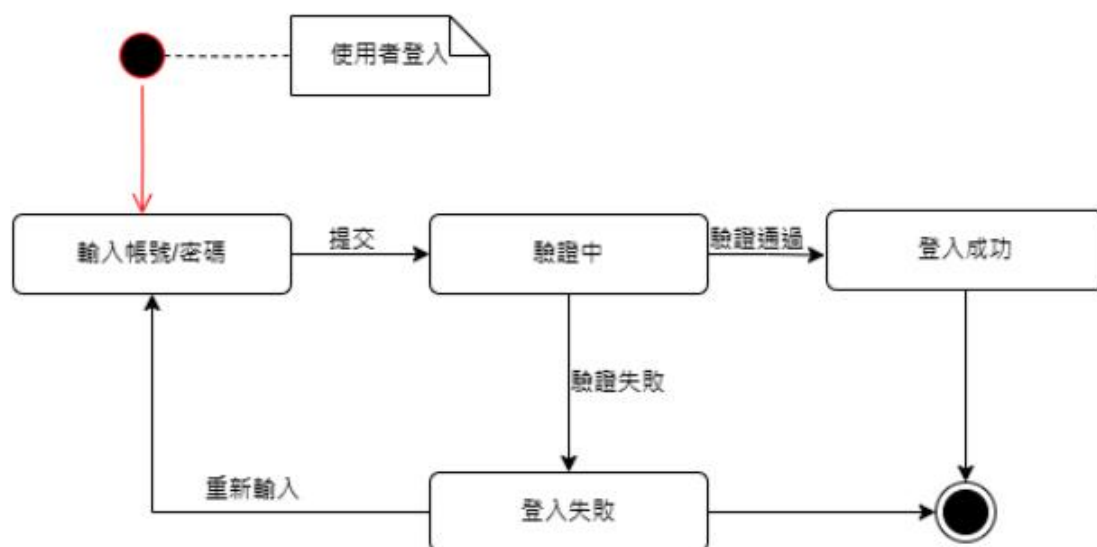 使用者登入
輸入帳號/密碼
提交
驗證中
驗證通過
登入成功
驗證失敗
重新輸入
登入失敗